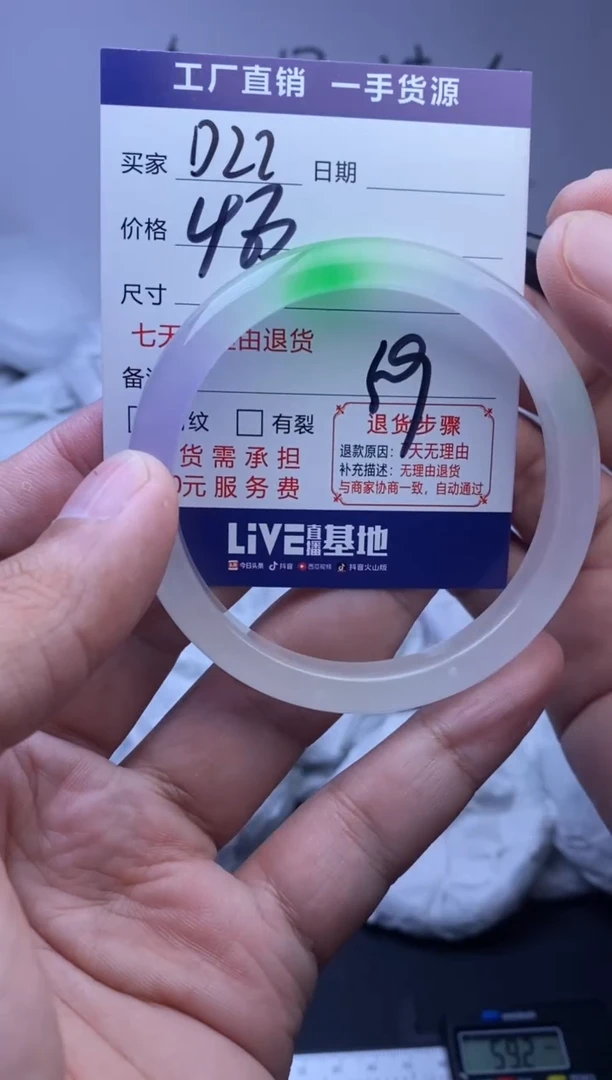 工厂直销 一手货源
买家 D22 日期
价格
尺寸
七天 由退货
备
纹 有裂
货需承担
0元服务费
退货步骤
退款原因：七天无理由
补充描述：无理由退货
与商家协商一致，自动通过
LiVE直播基地
今日头条 抖音 西瓜视频 抖音火山版
592